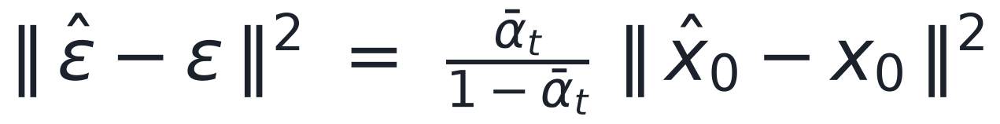 ‖ ε̂ − ε ‖² = ᾱₜ / (1 − ᾱₜ) ‖ x̂₀ − x₀ ‖²